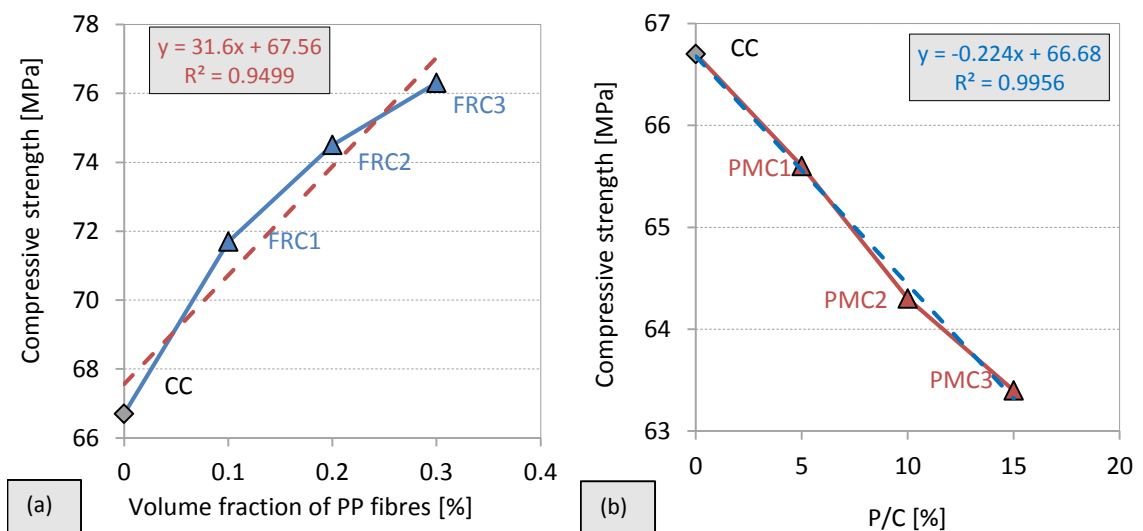 Compressive strength [MPa]
78
76
74
72
70
68
66
y = 31.6x + 67.56
R² = 0.9499
FRC3
FRC2
FRC1
CC
0
0.1
0.2
0.3
0.4
(a)
Volume fraction of PP fibres [%]
Compressive strength [MPa]
67
66
65
64
63
CC
y = -0.224x + 66.68
R² = 0.9956
PMC1
PMC2
PMC3
0
5
10
15
20
(b)
P/C [%]